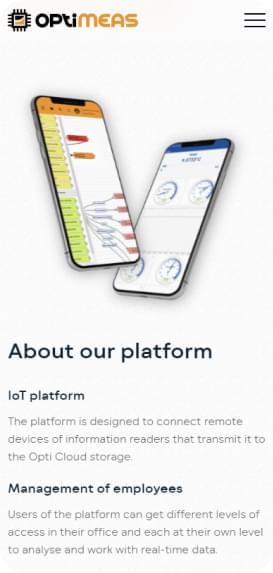 OPtiMEAS
About our platform
IoT platform
The platform is designed to connect remote
devices of information readers that transmit it to
the Opti Cloud storage.
Management of employees
Users of the platform can get different levels of
access in their office and each at their own level
to analyse and work with real-time data.